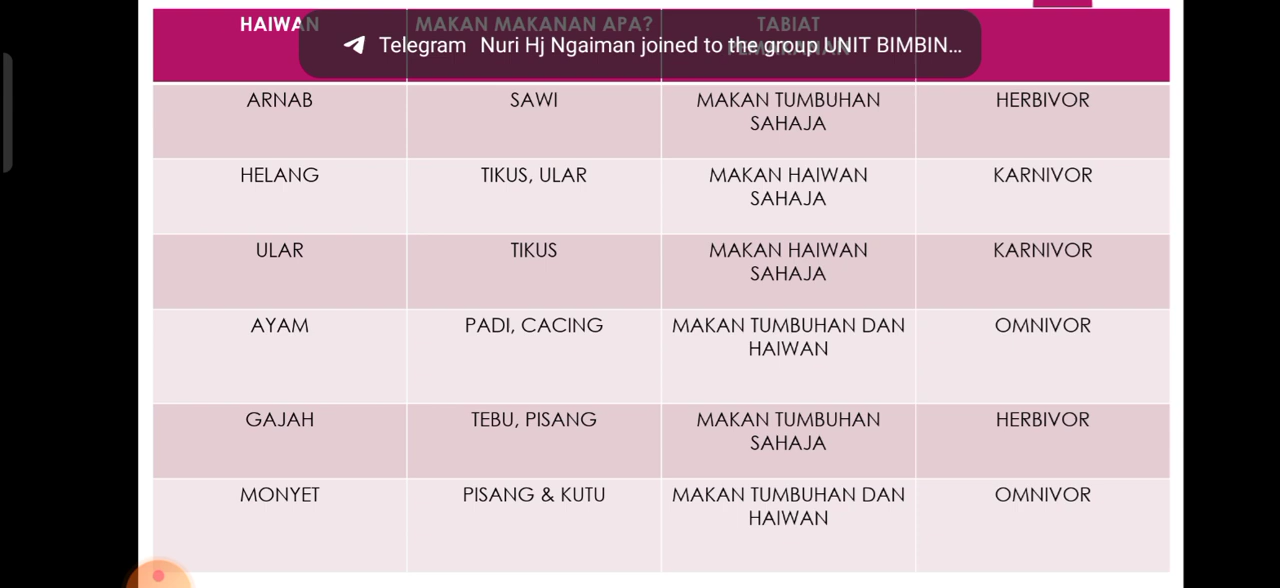 HAIWAN
MAKAN MAKANAN APA?
TABIAT
Telegram Nuri Hj Ngaiman joined to the group UNIT BIMBIN...
ARNAB
SAWI
MAKAN TUMBUHAN
SAHAJA
HERBIVOR
HELANG
TIKUS, ULAR
MAKAN HAIWAN
SAHAJA
KARNIVOR
ULAR
TIKUS
MAKAN HAIWAN
SAHAJA
KARNIVOR
AYAM
PADI, CACING
MAKAN TUMBUHAN DAN
HAIWAN
OMNIVOR
GAJAH
TEBU, PISANG
MAKAN TUMBUHAN
SAHAJA
HERBIVOR
MONYET
PISANG & KUTU
MAKAN TUMBUHAN DAN
HAIWAN
OMNIVOR